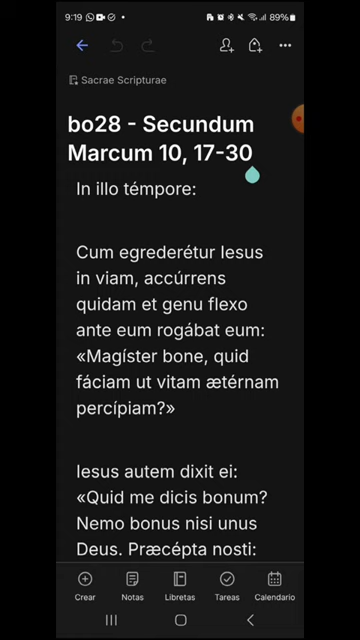 9:19
89%
Sacrae Scripturae
bo28 - Secundum
Marcum 10, 17-30
In illo témpore:
Cum egrederétur Iesus
in viam, accúrrens
quidam et genu flexo
ante eum rogábat eum:
«Magíster bone, quid
fáciam ut vitam ætérnam
percípiam?»
Iesus autem dixit ei:
«Quid me dicis bonum?
Nemo bonus nisi unus
Deus. Præcépta nosti:
Crear Notas Libretas Tareas Calendario